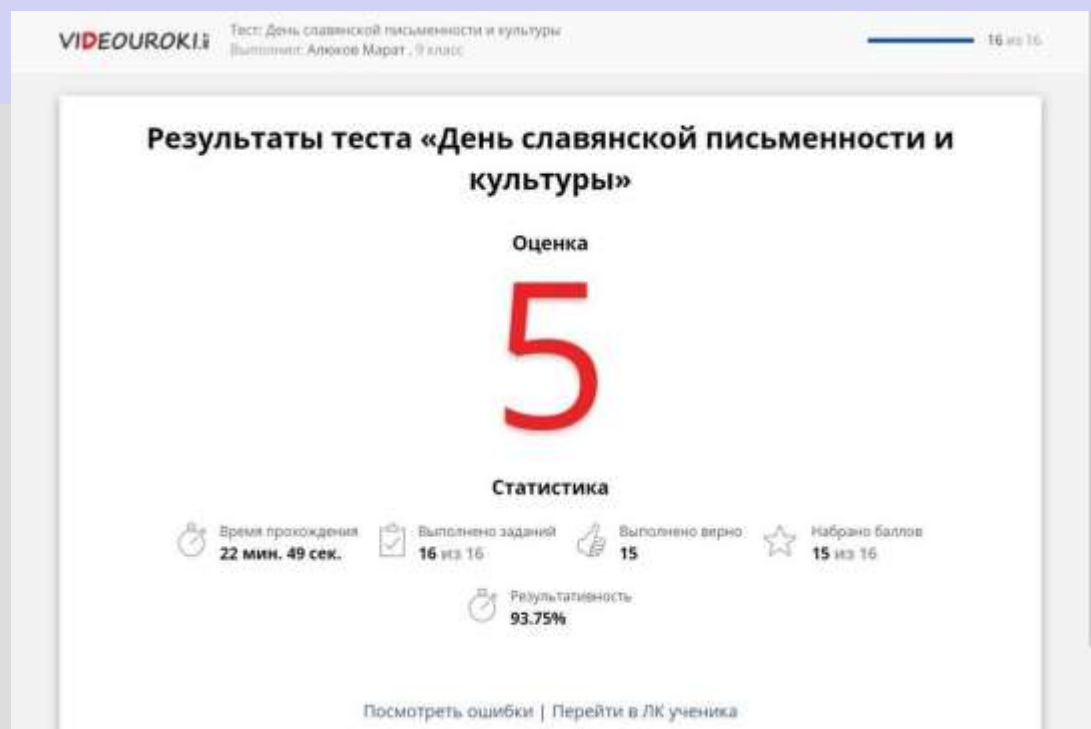 VIDEOUROKI
Тест: День славянской письменности и культуры
Выполнил: Алюков Марат , 9 класс
16 из 16
Результаты теста «День славянской письменности и
культуры»
Оценка
5
Статистика
Время прохождения
22 мин. 49 сек.
Выполнено заданий
16 из 16
Выполнено верно
15
Набрано баллов
15 из 16
Результативность
93.75%
Посмотреть ошибки | Перейти в ЛК ученика